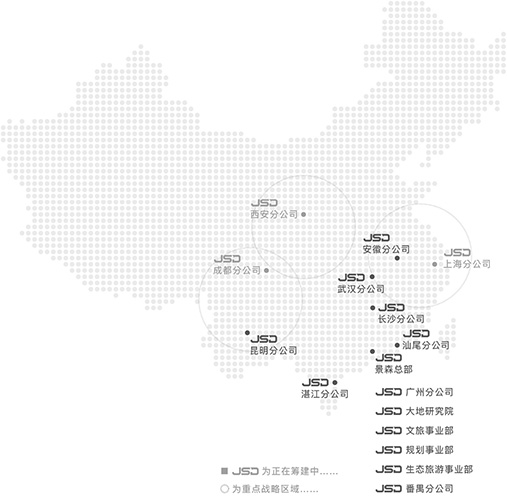 JSD
西安分公司
JSD
安徽分公司
JSD
上海分公司
JSD
成都分公司
JSD
武汉分公司
JSD
长沙分公司
JSD
昆明分公司
JSD
汕尾分公司
JSD
景森总部
JSD
湛江分公司
JSD 广州分公司
JSD 大地研究院
JSD 文旅事业部
JSD 规划事业部
JSD 生态旅游事业部
JSD 番禺分公司
JSD 为正在筹建中……
为重点战略区域……